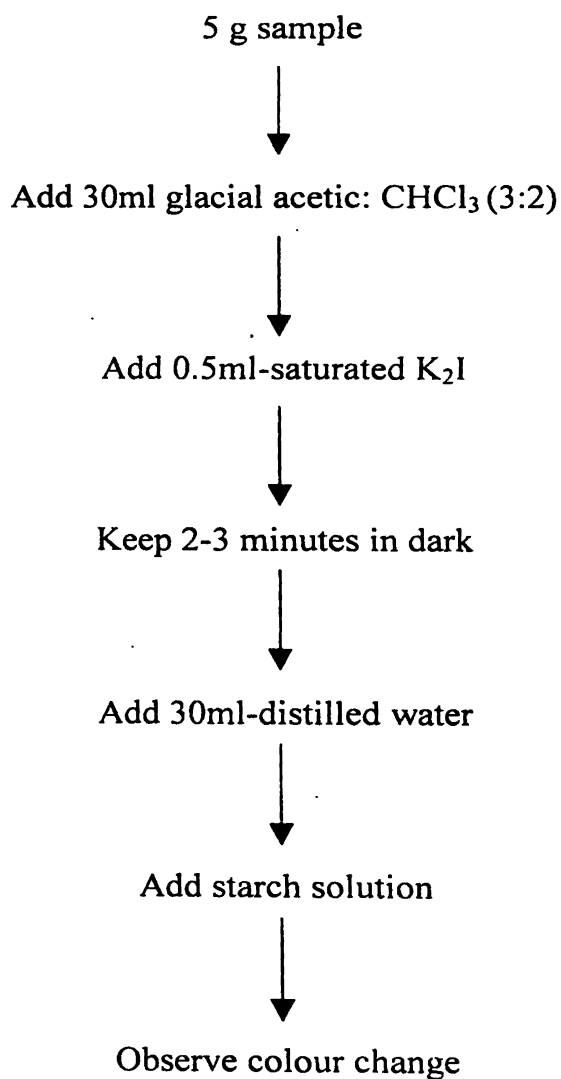 5 g sample
Add 30ml glacial acetic: CHCl₃ (3:2)
Add 0.5ml-saturated K₂I
Keep 2-3 minutes in dark
Add 30ml-distilled water
Add starch solution
Observe colour change